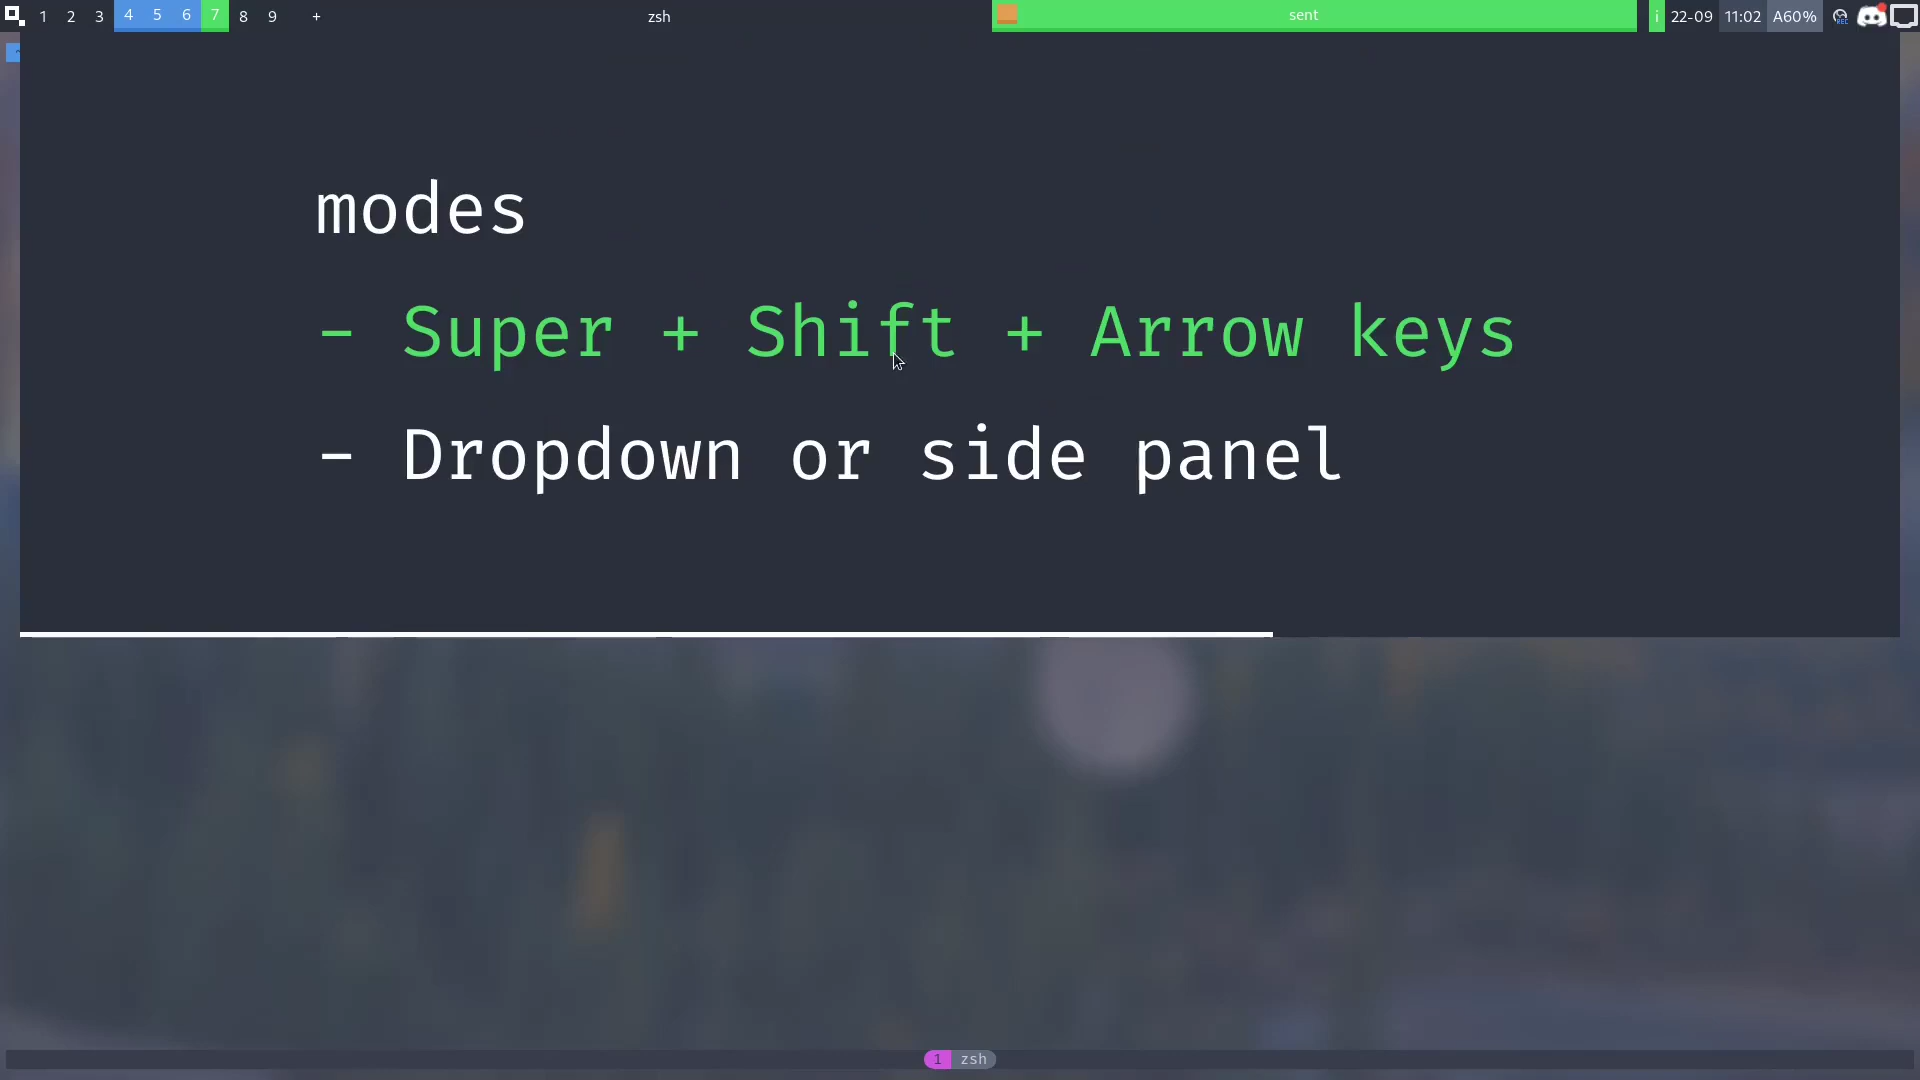 1 2 3 4 5 6 7 8 9 + zsh sent i 22-09 11:02 A60%
modes
- Super + Shift + Arrow keys
- Dropdown or side panel
1 zsh